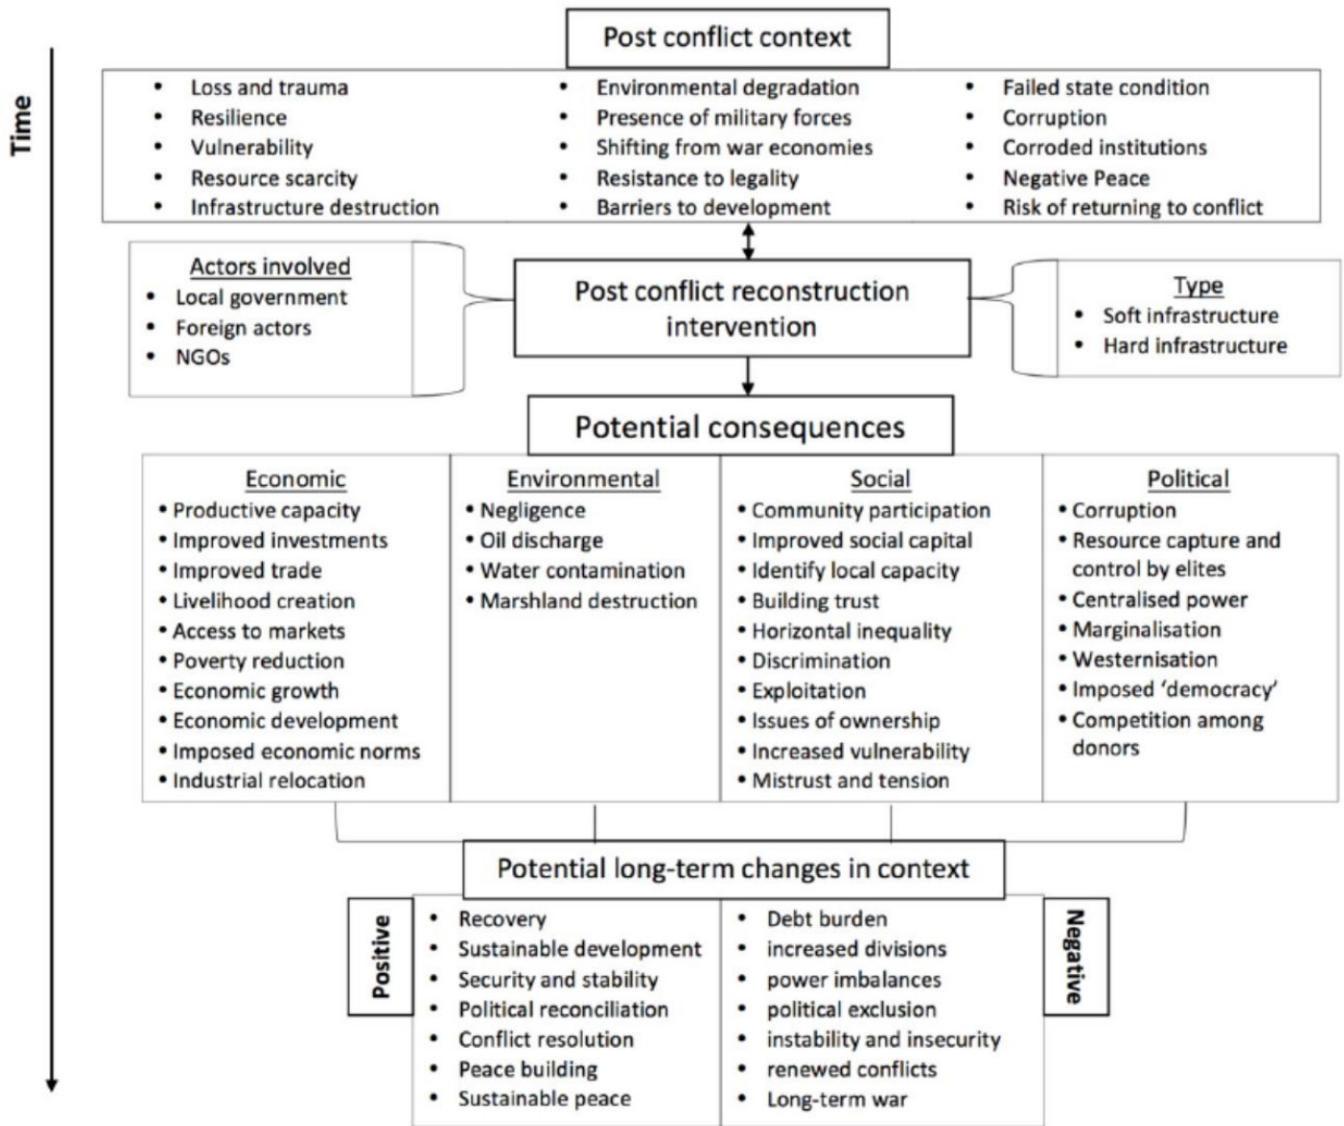 Time
Post conflict context
• Loss and trauma
• Resilience
• Vulnerability
• Resource scarcity
• Infrastructure destruction
• Environmental degradation
• Presence of military forces
• Shifting from war economies
• Resistance to legality
• Barriers to development
• Failed state condition
• Corruption
• Corroded institutions
• Negative Peace
• Risk of returning to conflict
Actors involved
• Local government
• Foreign actors
• NGOs
Post conflict reconstruction
intervention
Type
• Soft infrastructure
• Hard infrastructure
Potential consequences
Economic
• Productive capacity
• Improved investments
• Improved trade
• Livelihood creation
• Access to markets
• Poverty reduction
• Economic growth
• Economic development
• Imposed economic norms
• Industrial relocation
Environmental
• Negligence
• Oil discharge
• Water contamination
• Marshland destruction
Social
• Community participation
• Improved social capital
• Identify local capacity
• Building trust
• Horizontal inequality
• Discrimination
• Exploitation
• Issues of ownership
• Increased vulnerability
• Mistrust and tension
Political
• Corruption
• Resource capture and
control by elites
• Centralised power
• Marginalisation
• Westernisation
• Imposed ‘democracy’
• Competition among
donors
Potential long-term changes in context
Positive
• Recovery
• Sustainable development
• Security and stability
• Political reconciliation
• Conflict resolution
• Peace building
• Sustainable peace
• Debt burden
• increased divisions
• power imbalances
• political exclusion
• instability and insecurity
• renewed conflicts
• Long-term war
Negative